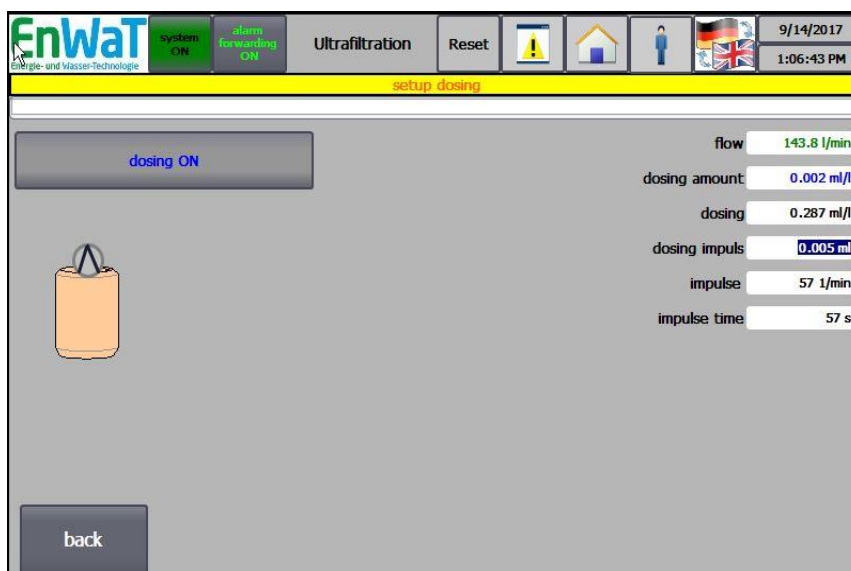 EnWaT
Energie- und Wasser-Technologie
system
ON
alarm
forwarding
ON
Ultrafiltration
Reset
9/14/2017
1:06:43 PM
setup dosing
dosing ON
flow 143.8 l/min
dosing amount 0.002 ml/l
dosing 0.287 ml/l
dosing impuls 0.005 ml
impulse 57 1/min
impulse time 57 s
back